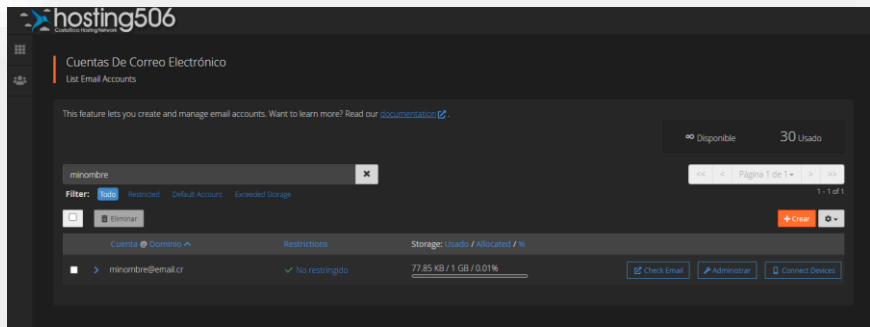 hosting506
CostaRica Hosting Network
Cuentas De Correo Electrónico
List Email Accounts
This feature lets you create and manage email accounts. Want to learn more? Read our documentation .
∞ Disponible 30 Usado
minombre
<< < Página 1 de 1 > >>
Filter: Todo Restricted Default Account Exceeded Storage
1 - 1 of 1
Eliminar
+ Crear
Cuenta @ Dominio Restrictions Storage: Usado / Allocated / %
minombre@email.cr No restringido 77.85 KB / 1 GB / 0.01% Check Email Administrar Connect Devices